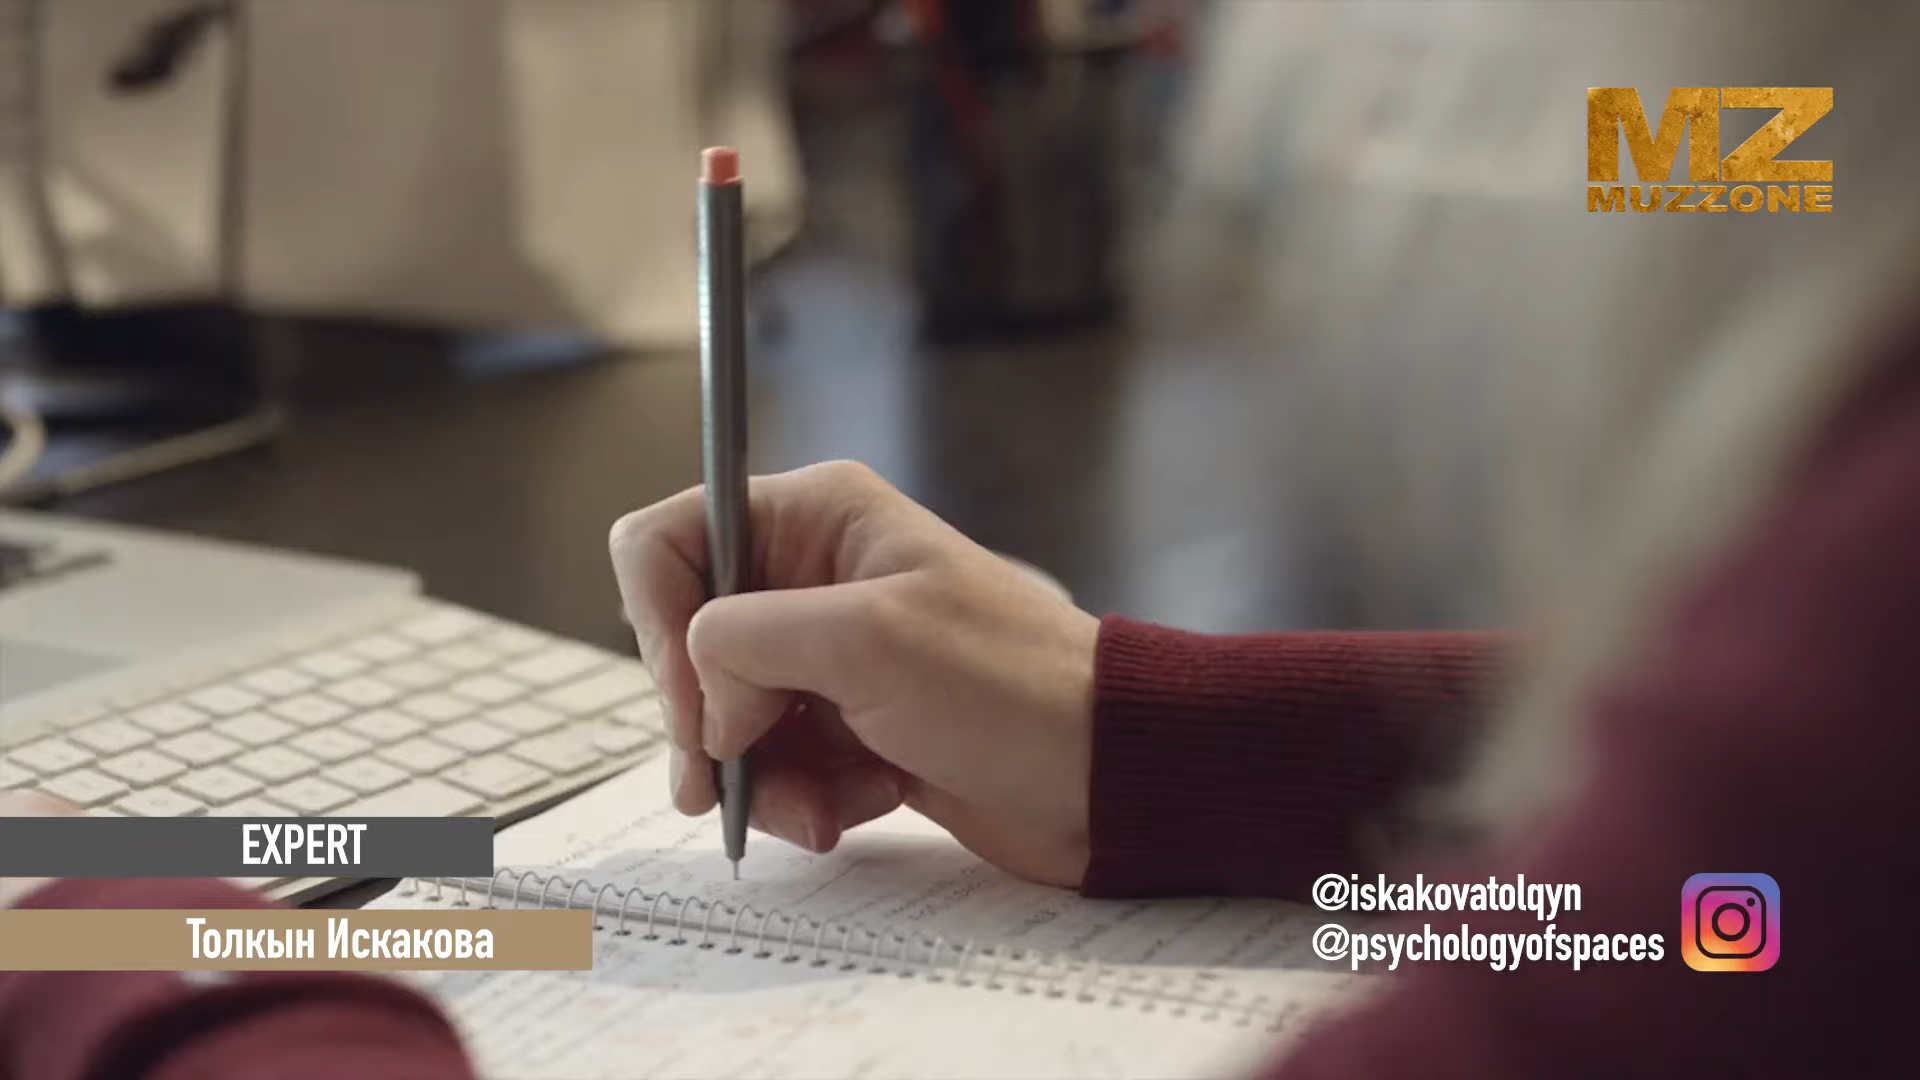 MZ
MUZZONE
EXPERT
Толкын Искакова
@iskakovatolqyn
@psychologyofspaces